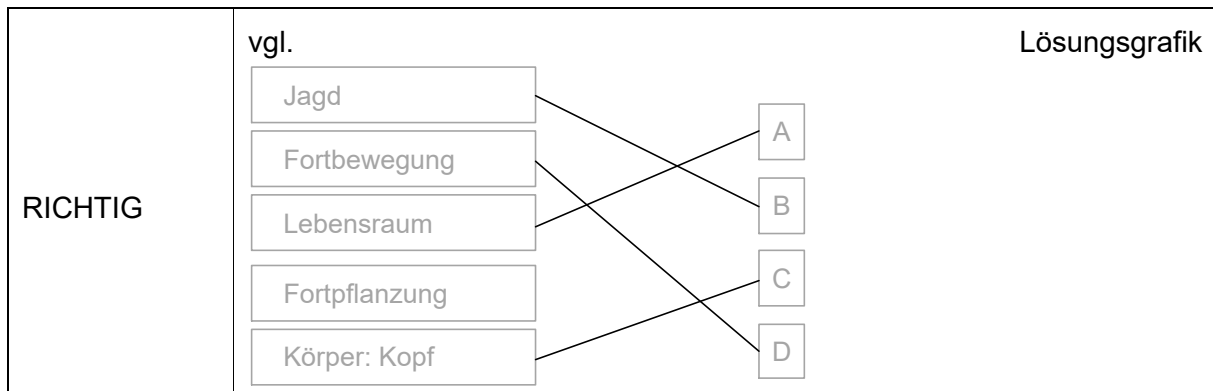 vgl. Lösungsgrafik
Jagd
A
Fortbewegung
B
RICHTIG
Lebensraum
C
Fortpflanzung
D
Körper: Kopf